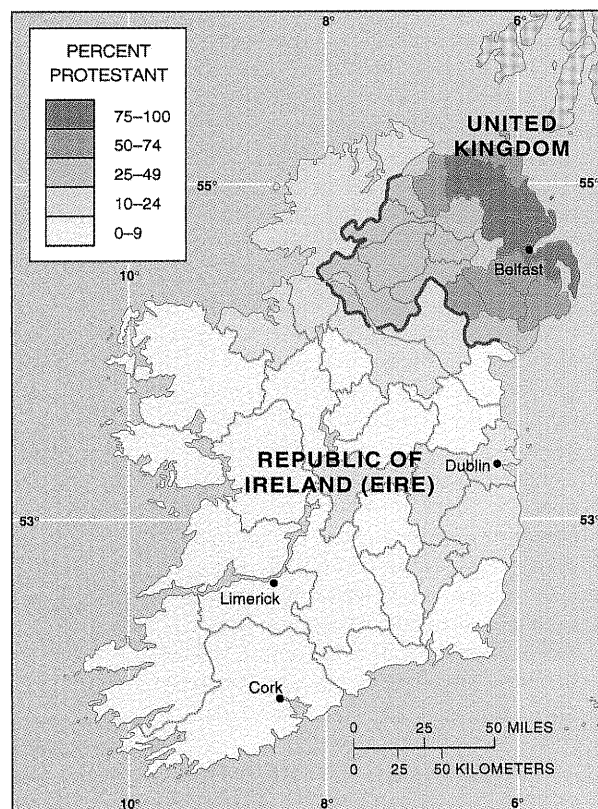 8°
6°
PERCENT
PROTESTANT
75–100
50–74
25–49
10–24
0–9
UNITED
KINGDOM
55°
55°
10°
Belfast
REPUBLIC OF
IRELAND (EIRE)
Dublin
53°
53°
Limerick
Cork
0 25 50 MILES
0 25 50 KILOMETERS
10°
8°
6°